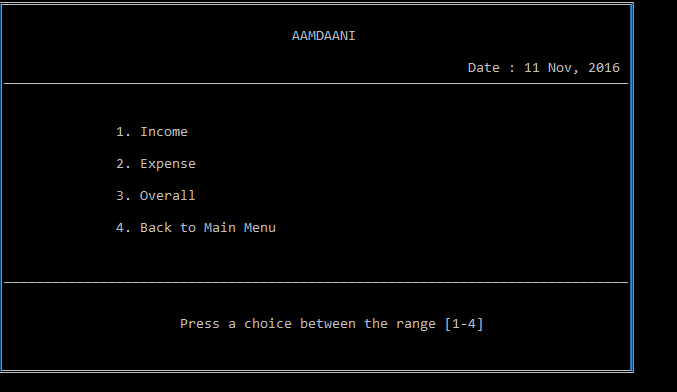 AAMDAANI
Date : 11 Nov, 2016
1. Income
2. Expense
3. Overall
4. Back to Main Menu
Press a choice between the range [1-4]